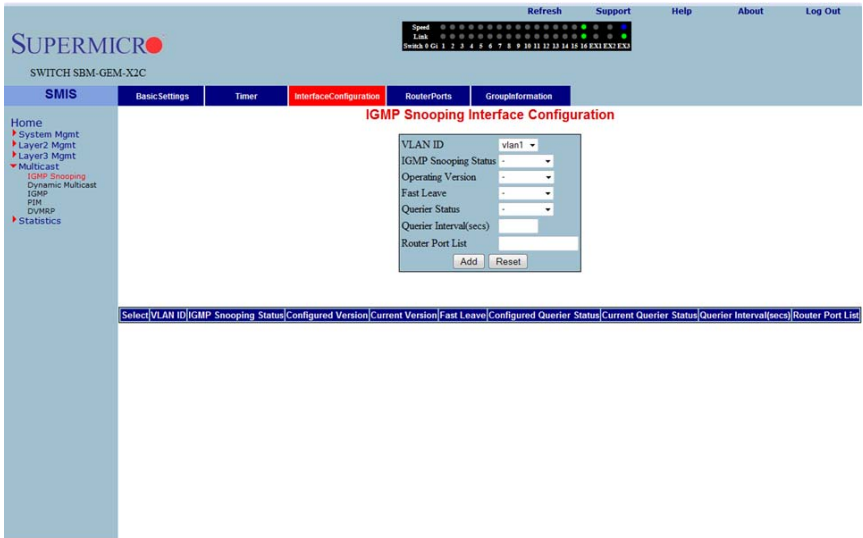 Refresh Support Help About Log Out
Speed
Link
Switch 0 Gi 1 2 3 4 5 6 7 8 9 10 11 12 13 14 15 16 EX1 EX2 EX3
SUPERMICRO
SWITCH SBM-GEM-X2C
SMIS
BasicSettings Timer InterfaceConfiguration RouterPorts GroupInformation
Home
System Mgmt
Layer2 Mgmt
Layer3 Mgmt
Multicast
IGMP Snooping
Dynamic Multicast
IGMP
PIM
DVMRP
Statistics
IGMP Snooping Interface Configuration
VLAN ID vlan1
IGMP Snooping Status -
Operating Version -
Fast Leave -
Querier Status -
Querier Interval(secs)
Router Port List
Add Reset
Select VLAN ID IGMP Snooping Status Configured Version Current Version Fast Leave Configured Querier Status Current Querier Status Querier Interval(secs) Router Port List